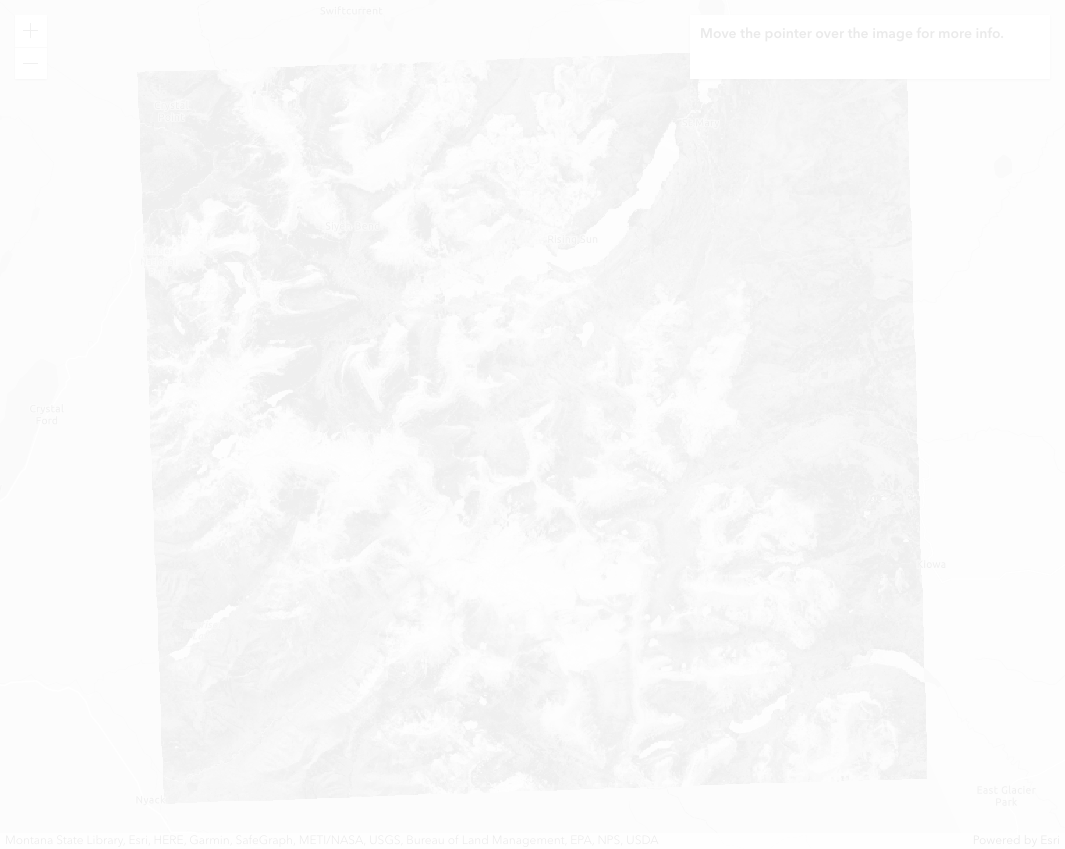 Swiftcurrent
Move the pointer over the image for more info.
Crystal
Ford
Nyack
East Glacier
Park
Montana State Library, Esri, HERE, Garmin, SafeGraph, METI/NASA, USGS, Bureau of Land Management, EPA, NPS, USDA
Powered by Esri